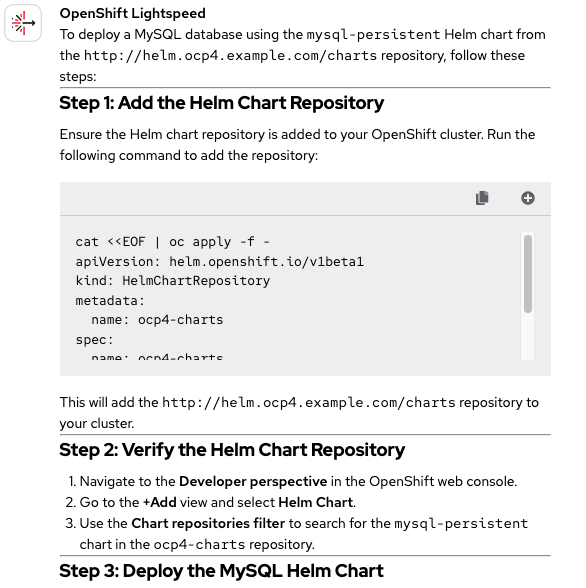 OpenShift Lightspeed
To deploy a MySQL database using the mysql-persistent Helm chart from
the http://helm.ocp4.example.com/charts repository, follow these
steps:
Step 1: Add the Helm Chart Repository
Ensure the Helm chart repository is added to your OpenShift cluster. Run the
following command to add the repository:
cat <<EOF | oc apply -f -
apiVersion: helm.openshift.io/v1beta1
kind: HelmChartRepository
metadata:
  name: ocp4-charts
spec:
  name: ocp4-charts
This will add the http://helm.ocp4.example.com/charts repository to
your cluster.
Step 2: Verify the Helm Chart Repository
1. Navigate to the Developer perspective in the OpenShift web console.
2. Go to the +Add view and select Helm Chart.
3. Use the Chart repositories filter to search for the mysql-persistent
chart in the ocp4-charts repository.
Step 3: Deploy the MySQL Helm Chart